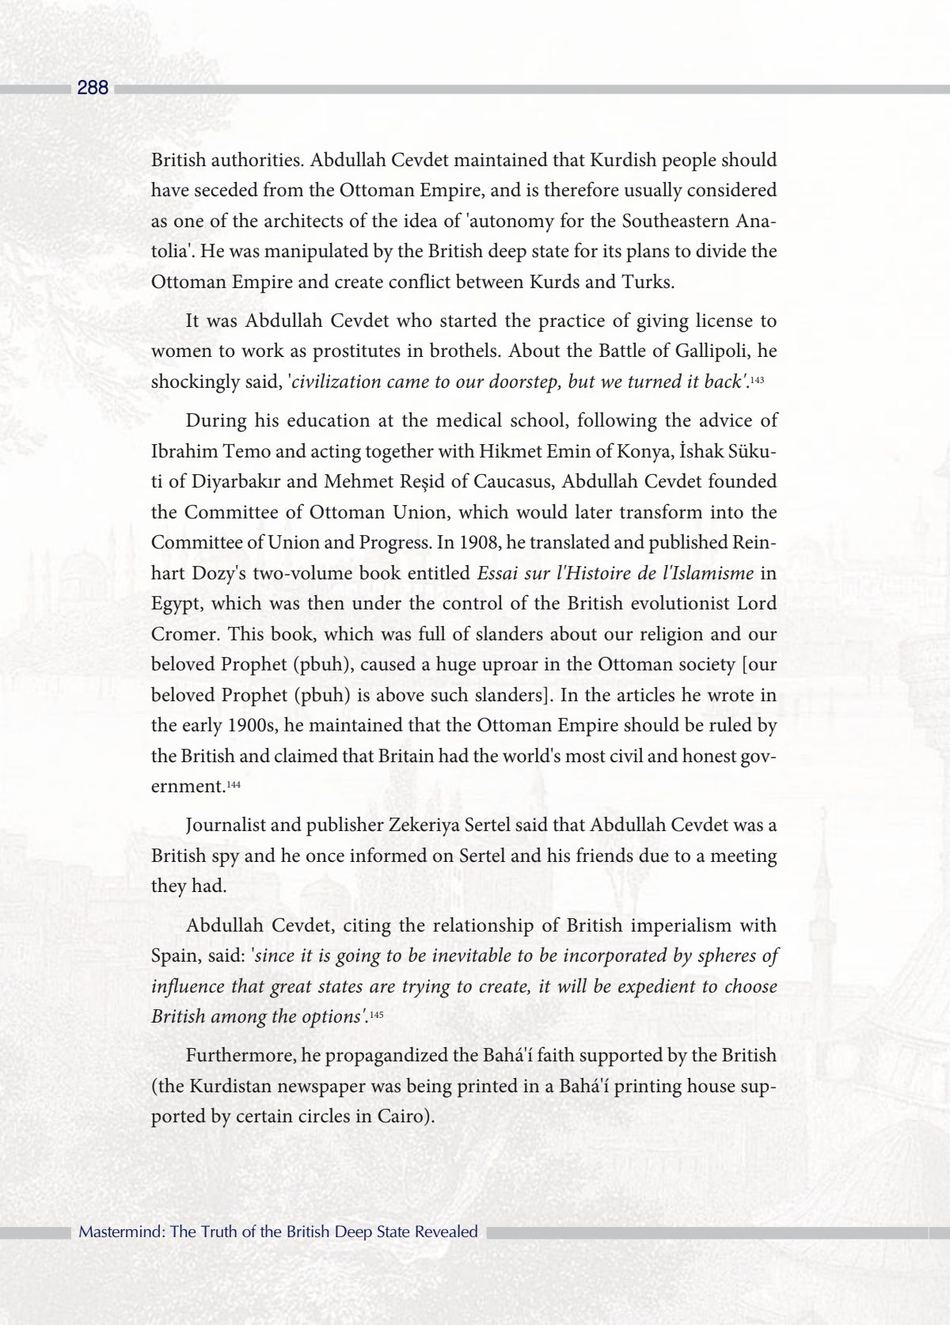 288
British authorities. Abdullah Cevdet maintained that Kurdish people should
have seceded from the Ottoman Empire, and is therefore usually considered
as one of the architects of the idea of 'autonomy for the Southeastern Ana-
tolia'. He was manipulated by the British deep state for its plans to divide the
Ottoman Empire and create conflict between Kurds and Turks.
It was Abdullah Cevdet who started the practice of giving license to
women to work as prostitutes in brothels. About the Battle of Gallipoli, he
shockingly said, 'civilization came to our doorstep, but we turned it back'.143
During his education at the medical school, following the advice of
Ibrahim Temo and acting together with Hikmet Emin of Konya, İshak Süku-
ti of Diyarbakır and Mehmet Reşid of Caucasus, Abdullah Cevdet founded
the Committee of Ottoman Union, which would later transform into the
Committee of Union and Progress. In 1908, he translated and published Rein-
hart Dozy's two-volume book entitled Essai sur l'Histoire de l'Islamisme in
Egypt, which was then under the control of the British evolutionist Lord
Cromer. This book, which was full of slanders about our religion and our
beloved Prophet (pbuh), caused a huge uproar in the Ottoman society [our
beloved Prophet (pbuh) is above such slanders]. In the articles he wrote in
the early 1900s, he maintained that the Ottoman Empire should be ruled by
the British and claimed that Britain had the world's most civil and honest gov-
ernment.144
Journalist and publisher Zekeriya Sertel said that Abdullah Cevdet was a
British spy and he once informed on Sertel and his friends due to a meeting
they had.
Abdullah Cevdet, citing the relationship of British imperialism with
Spain, said: 'since it is going to be inevitable to be incorporated by spheres of
influence that great states are trying to create, it will be expedient to choose
British among the options'.145
Furthermore, he propagandized the Bahá'í faith supported by the British
(the Kurdistan newspaper was being printed in a Bahá'í printing house sup-
ported by certain circles in Cairo).
Mastermind: The Truth of the British Deep State Revealed